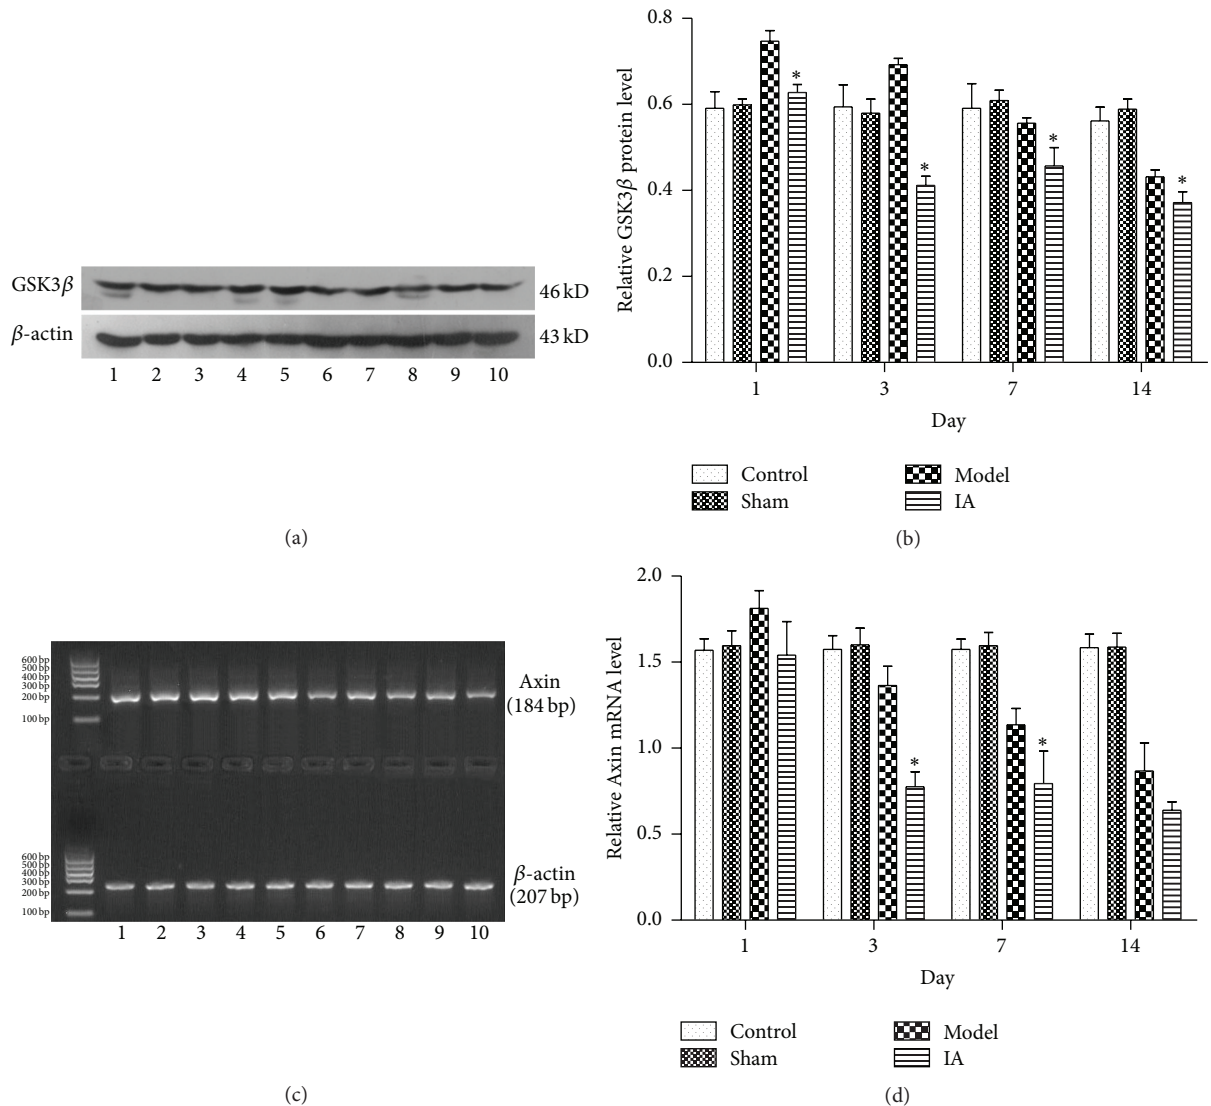 GSK3β
46 kD
β-actin
43 kD
1 2 3 4 5 6 7 8 9 10
(a)
Relative GSK3β protein level
0.8
0.6
0.4
0.2
0.0
*
*
*
*
1 3 7 14
Day
Control
Model
Sham
IA
(b)
600 bp
500 bp
400 bp
300 bp
200 bp
100 bp
Axin
(184 bp)
600 bp
500 bp
400 bp
300 bp
200 bp
100 bp
β-actin
(207 bp)
1 2 3 4 5 6 7 8 9 10
(c)
Relative Axin mRNA level
2.0
1.5
1.0
0.5
0.0
*
*
1 3 7 14
Day
Control
Model
Sham
IA
(d)